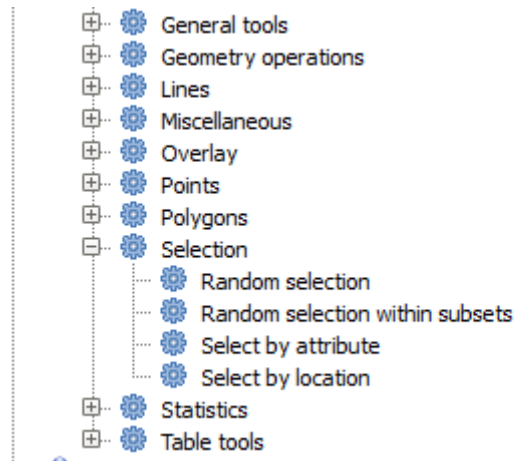 General tools
Geometry operations
Lines
Miscellaneous
Overlay
Points
Polygons
Selection
Random selection
Random selection within subsets
Select by attribute
Select by location
Statistics
Table tools